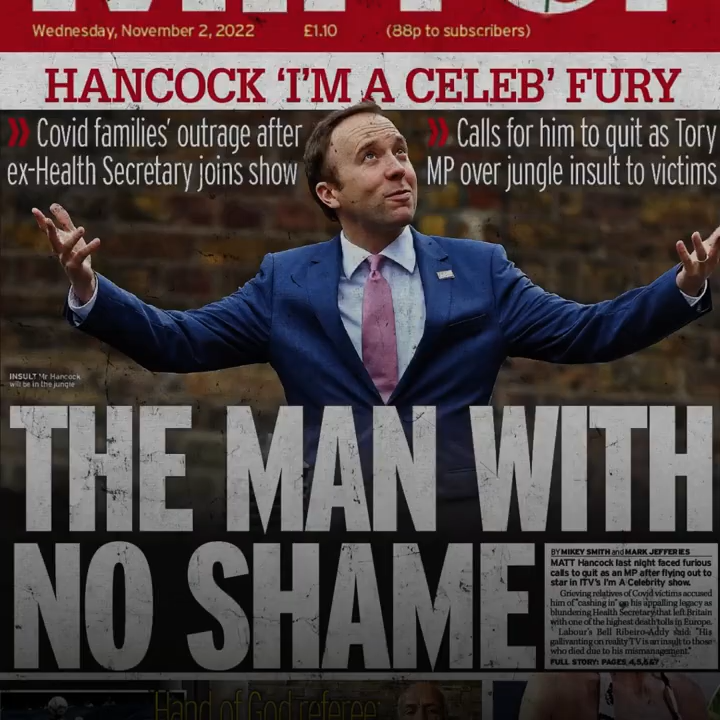 Wednesday, November 2, 2022 £1.10 (88p to subscribers)
HANCOCK 'I'M A CELEB' FURY
Covid families' outrage after
ex-Health Secretary joins show
Calls for him to quit as Tory
MP over jungle insult to victims
INSULT Mr Hancock
will be in the jungle
THE MAN WITH
NO SHAME
BY MIKEY SMITH and MARK JEFFERIES
MATT Hancock last night faced furious
calls to quit as an MP after flying out to
star in ITV's I'm A Celebrity show.
Grieving relatives of Covid victims accused
him of "cashing in" on his appalling legacy as
blundering Health Secretary that left Britain
with one of the highest death tolls in Europe.
Labour's Bell Ribeiro-Addy said: "His
gallivanting on reality TV is an insult to those
who died due to his mismanagement."
FULL STORY: PAGES 4,5,6&7
'Hand of God' referee: